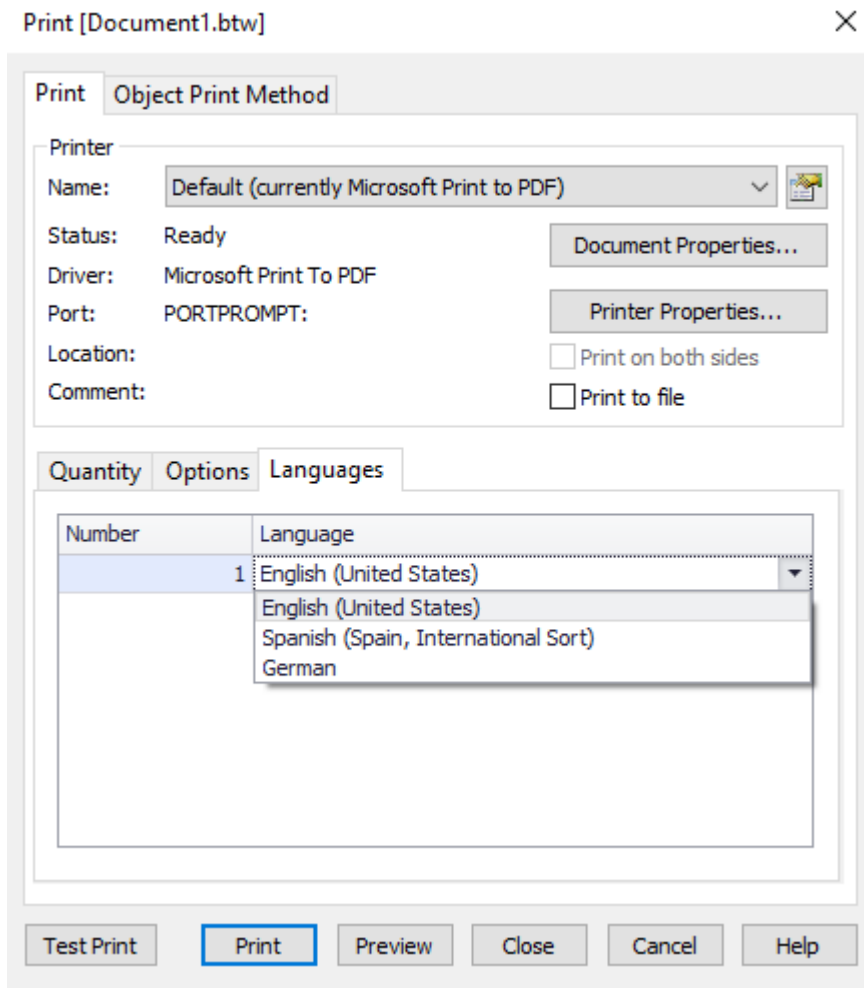 Print [Document1.btw]
Print Object Print Method
Printer
Name: Default (currently Microsoft Print to PDF)
Status: Ready
Document Properties...
Driver: Microsoft Print To PDF
Port: PORTPROMPT:
Printer Properties...
Location:
Print on both sides
Comment:
Print to file
Quantity Options Languages
Number Language
1 English (United States)
English (United States)
Spanish (Spain, International Sort)
German
Test Print Print Preview Close Cancel Help